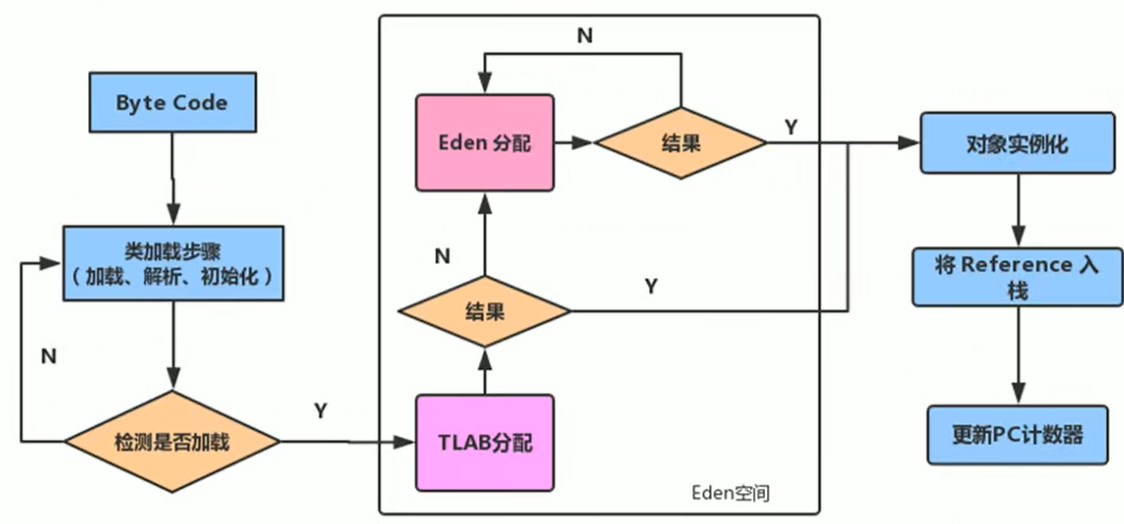 Byte Code
类加载步骤
（加载、解析、初始化）
N
检测是否加载
Y
N
Eden 分配
结果
Y
N
结果
Y
TLAB分配
Eden空间
对象实例化
将 Reference 入
栈
更新PC计数器